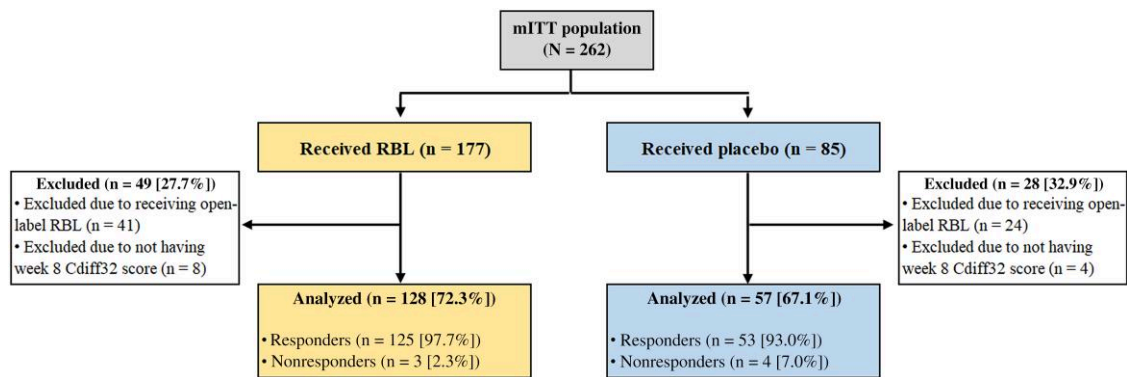 mITT population
(N = 262)
Received RBL (n = 177)
Received placebo (n = 85)
Excluded (n = 49 [27.7%])
• Excluded due to receiving open-
label RBL (n = 41)
• Excluded due to not having
week 8 Cdiff32 score (n = 8)
Excluded (n = 28 [32.9%])
• Excluded due to receiving open-
label RBL (n = 24)
• Excluded due to not having
week 8 Cdiff32 score (n = 4)
Analyzed (n = 128 [72.3%])
• Responders (n = 125 [97.7%])
• Nonresponders (n = 3 [2.3%])
Analyzed (n = 57 [67.1%])
• Responders (n = 53 [93.0%])
• Nonresponders (n = 4 [7.0%])